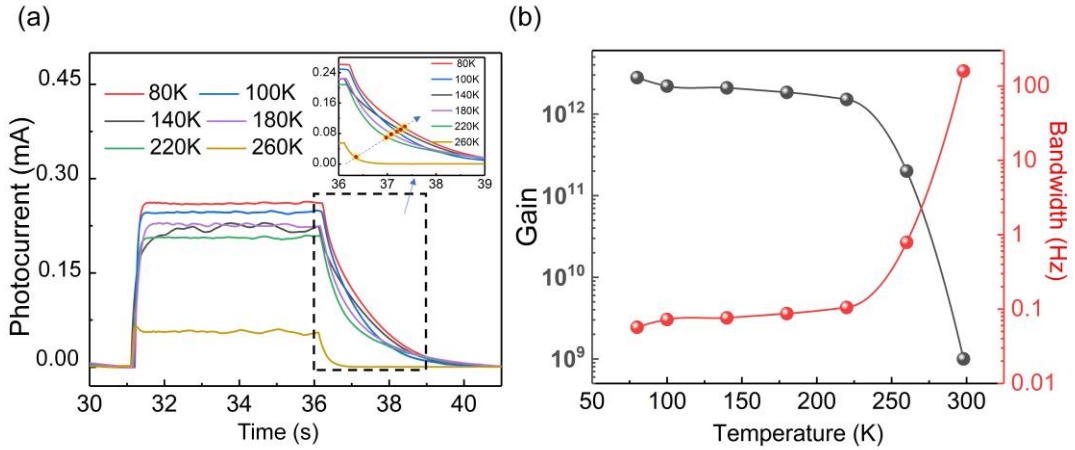 (a)
Photocurrent (mA)
0.45
0.30
0.15
0.00
80K 100K
140K 180K
220K 260K
30 32 34 36 38 40
Time (s)
0.24
0.16
0.08
0.00
36 37 38 39
80K
100K
140K
180K
220K
260K
(b)
Gain
10¹²
10¹¹
10¹⁰
10⁹
50 100 150 200 250 300
Temperature (K)
100
10
1
0.1
0.01
Bandwidth (Hz)